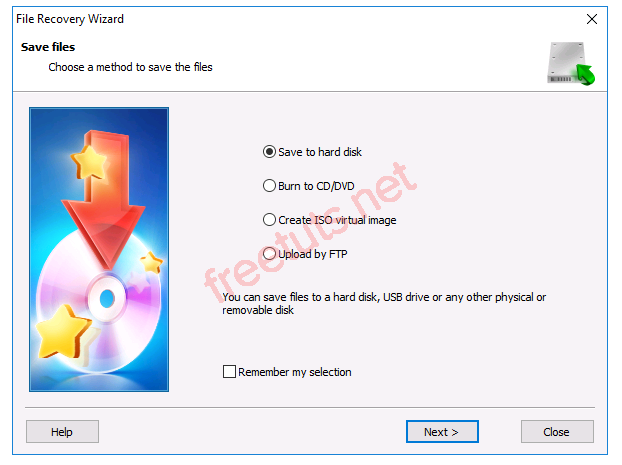 File Recovery Wizard
Save files
Choose a method to save the files
Save to hard disk
Burn to CD/DVD
Create ISO virtual image
Upload by FTP
freetuts.net
You can save files to a hard disk, USB drive or any other physical or
removable disk
Remember my selection
Help
Next >
Close